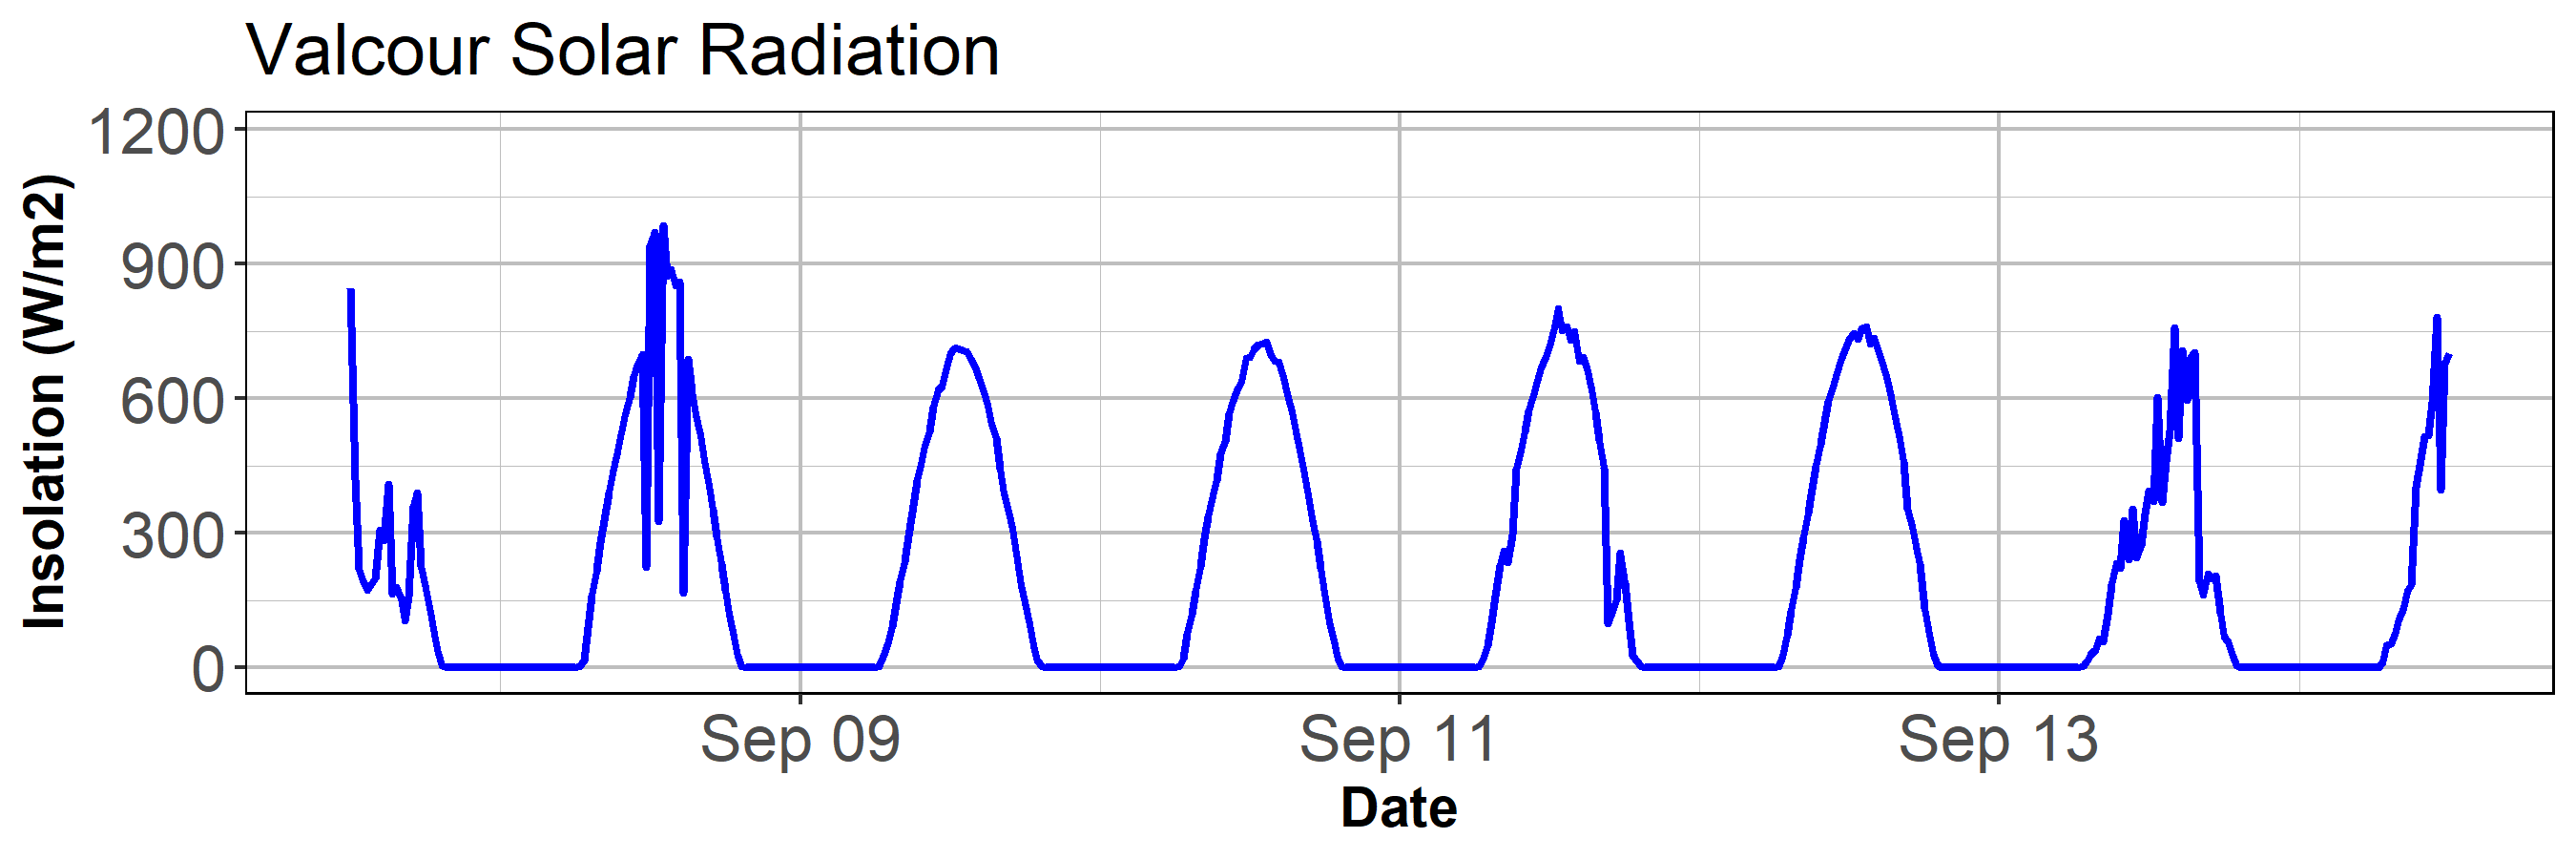 Valcour Solar Radiation
Insolation (W/m2)
1200
900
600
300
0
Sep 09 Sep 11 Sep 13
Date